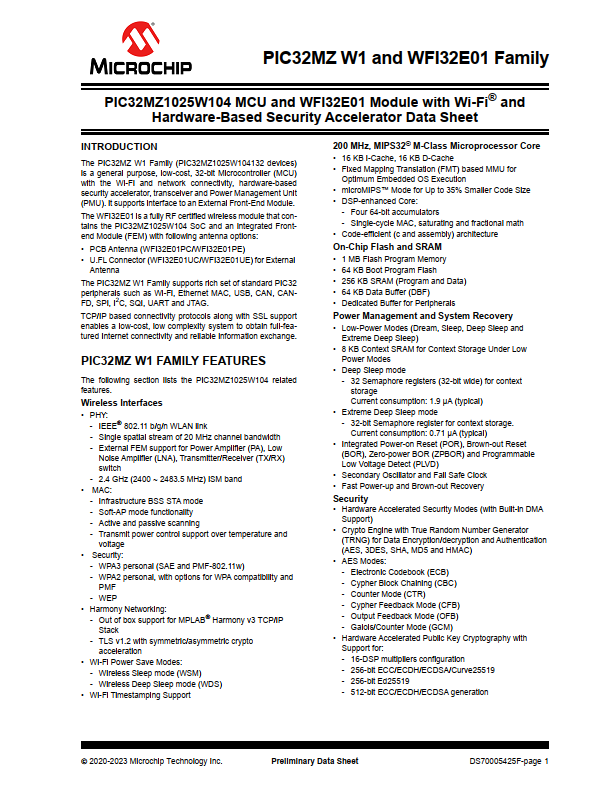 MICROCHIP
PIC32MZ W1 and WFI32E01 Family
PIC32MZ1025W104 MCU and WFI32E01 Module with Wi-Fi® and
Hardware-Based Security Accelerator Data Sheet
INTRODUCTION
The PIC32MZ W1 Family (PIC32MZ1025W104132 devices)
is a general purpose, low-cost, 32-bit Microcontroller (MCU)
with the Wi-Fi and network connectivity, hardware-based
security accelerator, transceiver and Power Management Unit
(PMU). It supports Interface to an External Front-End Module.
The WFI32E01 is a fully RF certified wireless module that con-
tains the PIC32MZ1025W104 SoC and an Integrated Front-
end Module (FEM) with following antenna options:
• PCB Antenna (WFI32E01PC/WFI32E01PE)
• U.FL Connector (WFI32E01UC/WFI32E01UE) for External
Antenna
The PIC32MZ W1 Family supports rich set of standard PIC32
peripherals such as Wi-Fi, Ethernet MAC, USB, CAN, CAN-
FD, SPI, I²C, SQI, UART and JTAG.
TCP/IP based connectivity protocols along with SSL support
enables a low-cost, low complexity system to obtain full-fea-
tured Internet connectivity and reliable information exchange.
PIC32MZ W1 FAMILY FEATURES
The following section lists the PIC32MZ1025W104 related
features.
Wireless Interfaces
• PHY:
- IEEE® 802.11 b/g/n WLAN link
- Single spatial stream of 20 MHz channel bandwidth
- External FEM support for Power Amplifier (PA), Low
Noise Amplifier (LNA), Transmitter/Receiver (TX/RX)
switch
- 2.4 GHz (2400 ~ 2483.5 MHz) ISM band
• MAC:
- Infrastructure BSS STA mode
- Soft-AP mode functionality
- Active and passive scanning
- Transmit power control support over temperature and
voltage
• Security:
- WPA3 personal (SAE and PMF-802.11w)
- WPA2 personal, with options for WPA compatibility and
PMF
- WEP
• Harmony Networking:
- Out of box support for MPLAB® Harmony v3 TCP/IP
Stack
- TLS v1.2 with symmetric/asymmetric crypto
acceleration
• Wi-Fi Power Save Modes:
- Wireless Sleep mode (WSM)
- Wireless Deep Sleep mode (WDS)
• Wi-Fi Timestamping Support
200 MHz, MIPS32® M-Class Microprocessor Core
• 16 KB I-Cache, 16 KB D-Cache
• Fixed Mapping Translation (FMT) based MMU for
Optimum Embedded OS Execution
• microMIPS™ Mode for Up to 35% Smaller Code Size
• DSP-enhanced Core:
- Four 64-bit accumulators
- Single-cycle MAC, saturating and fractional math
• Code-efficient (c and assembly) architecture
On-Chip Flash and SRAM
• 1 MB Flash Program Memory
• 64 KB Boot Program Flash
• 256 KB SRAM (Program and Data)
• 64 KB Data Buffer (DBF)
• Dedicated Buffer for Peripherals
Power Management and System Recovery
• Low-Power Modes (Dream, Sleep, Deep Sleep and
Extreme Deep Sleep)
• 8 KB Context SRAM for Context Storage Under Low
Power Modes
• Deep Sleep mode
- 32 Semaphore registers (32-bit wide) for context
storage
Current consumption: 1.9 μA (typical)
• Extreme Deep Sleep mode
- 32-bit Semaphore register for context storage.
Current consumption: 0.71 μA (typical)
• Integrated Power-on Reset (POR), Brown-out Reset
(BOR), Zero-power BOR (ZPBOR) and Programmable
Low Voltage Detect (PLVD)
• Secondary Oscillator and Fail Safe Clock
• Fast Power-up and Brown-out Recovery
Security
• Hardware Accelerated Security Modes (with Built-in DMA
Support)
• Crypto Engine with True Random Number Generator
(TRNG) for Data Encryption/decryption and Authentication
(AES, 3DES, SHA, MD5 and HMAC)
• AES Modes:
- Electronic Codebook (ECB)
- Cypher Block Chaining (CBC)
- Counter Mode (CTR)
- Cypher Feedback Mode (CFB)
- Output Feedback Mode (OFB)
- Galois/Counter Mode (GCM)
• Hardware Accelerated Public Key Cryptography with
Support for:
- 16-DSP multipliers configuration
- 256-bit ECC/ECDH/ECDSA/Curve25519
- 256-bit Ed25519
- 512-bit ECC/ECDH/ECDSA generation
© 2020-2023 Microchip Technology Inc.
Preliminary Data Sheet
DS70005425F-page 1